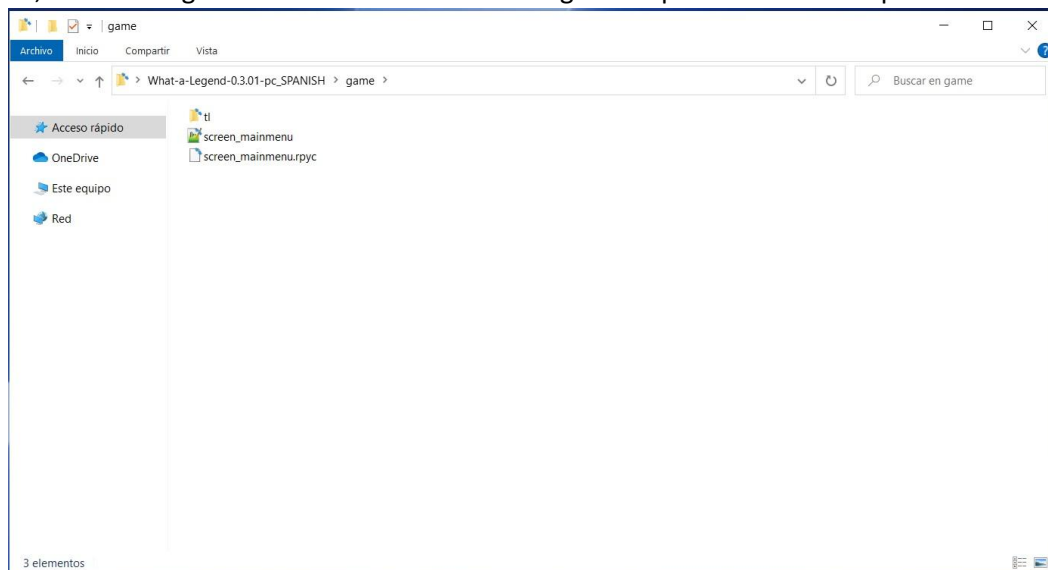 game
Archivo Inicio Compartir Vista
What-a-Legend-0.3.01-pc_SPANISH > game >
Buscar en game
tl
Acceso rápido
screen_mainmenu
OneDrive
screen_mainmenu.rpyc
Este equipo
Red
3 elementos